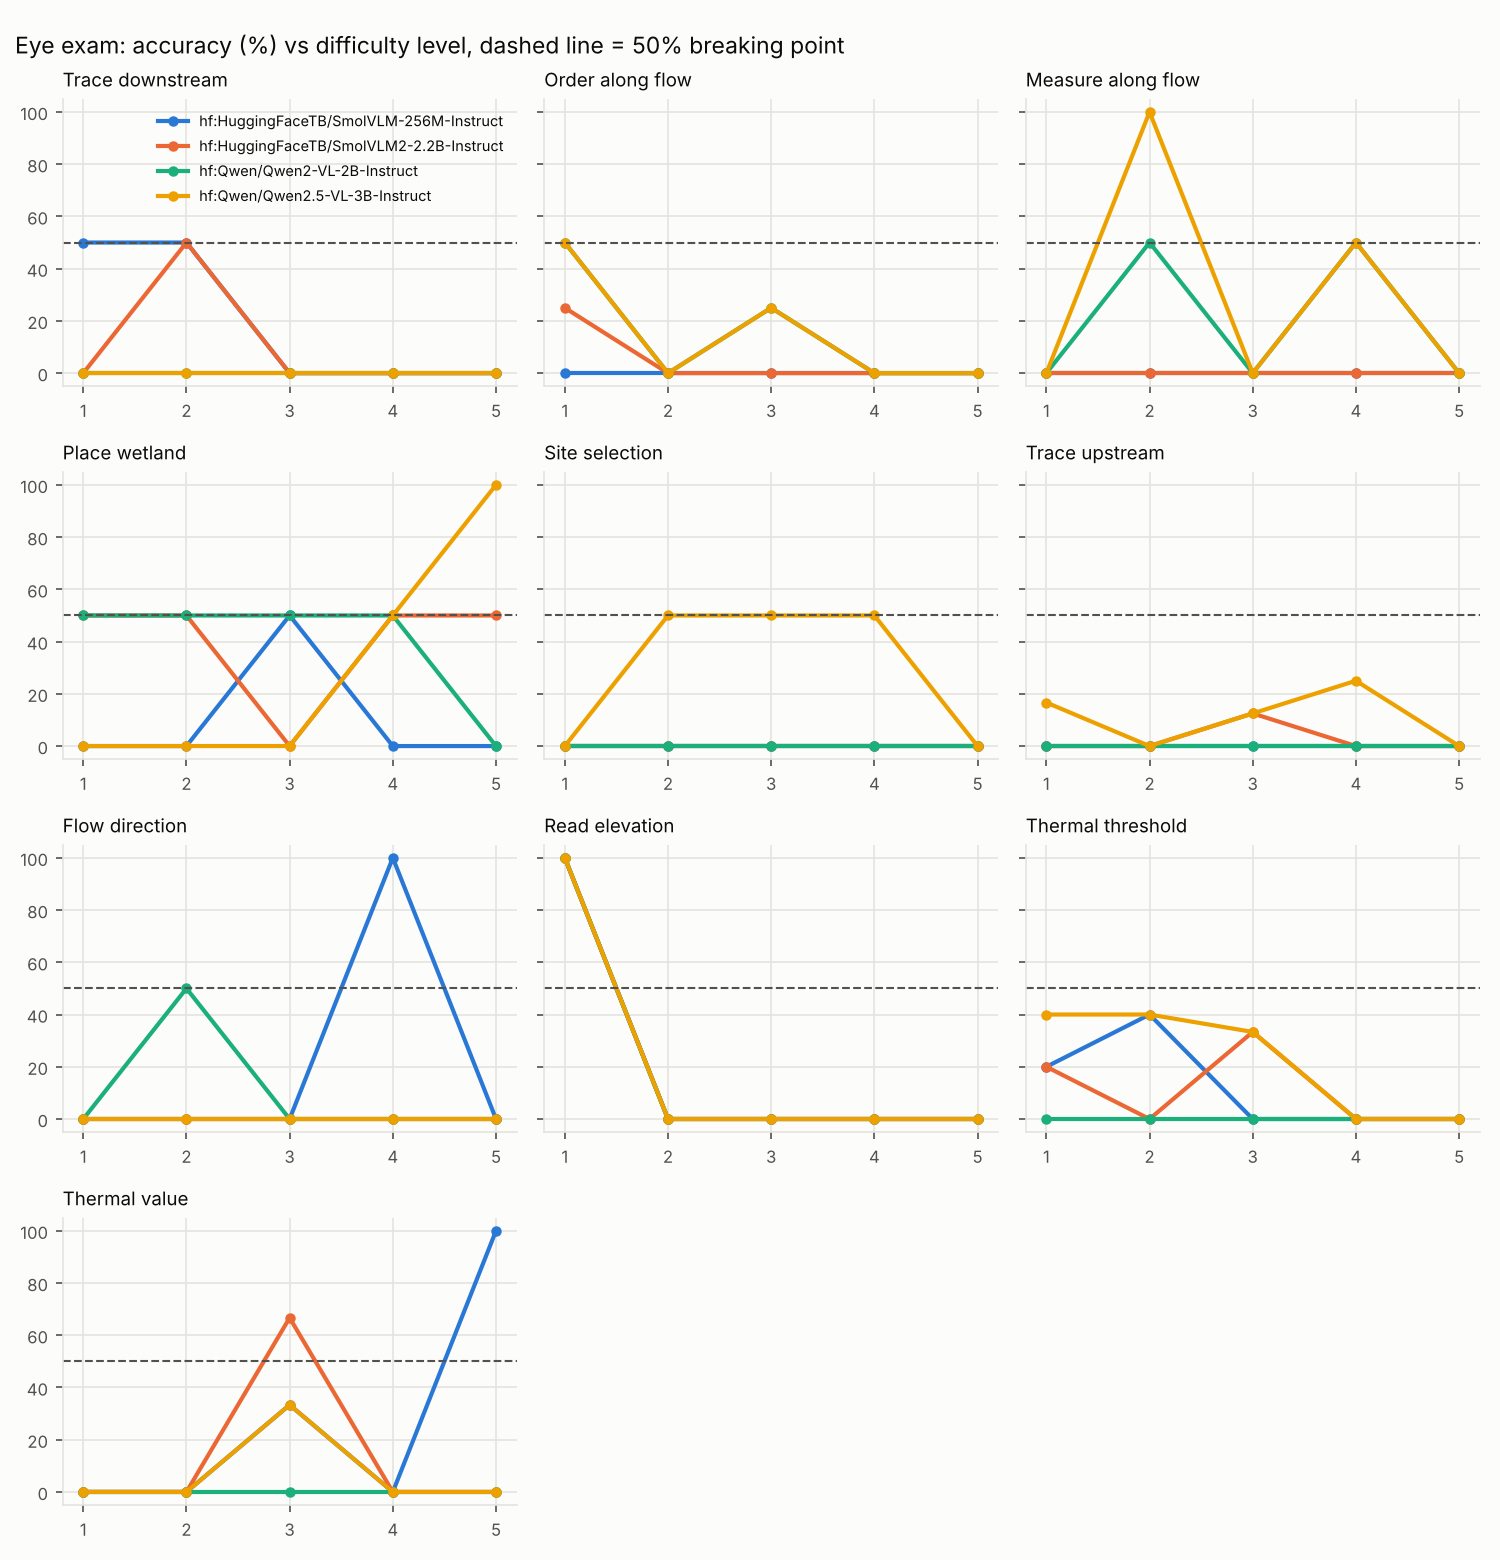 Eye exam: accuracy (%) vs difficulty level, dashed line = 50% breaking point
Trace downstream
Order along flow
Measure along flow
hf:HuggingFaceTB/SmolVLM-256M-Instruct
hf:HuggingFaceTB/SmolVLM2-2.2B-Instruct
hf:Qwen/Qwen2-VL-2B-Instruct
hf:Qwen/Qwen2.5-VL-3B-Instruct
100
80
60
40
20
0
1 2 3 4 5
1 2 3 4 5
1 2 3 4 5
Place wetland
Site selection
Trace upstream
100
80
60
40
20
0
1 2 3 4 5
1 2 3 4 5
1 2 3 4 5
Flow direction
Read elevation
Thermal threshold
100
80
60
40
20
0
1 2 3 4 5
1 2 3 4 5
1 2 3 4 5
Thermal value
100
80
60
40
20
0
1 2 3 4 5